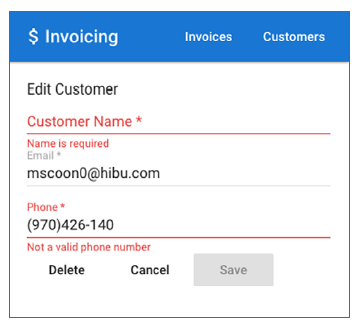 $ Invoicing Invoices Customers
Edit Customer
Customer Name *
Name is required
Email *
mscoon0@hibu.com
Phone *
(970)426-140
Not a valid phone number
Delete Cancel Save